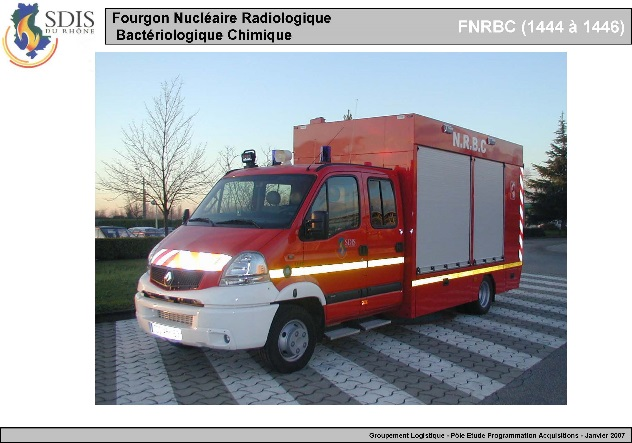 SDIS
DU RHÔNE
Fourgon Nucléaire Radiologique
Bactériologique Chimique
FNRBC (1444 à 1446)
N.R.B.C
SDIS
Groupement Logistique - Pôle Etude Programmation Acquisitions - Janvier 2007